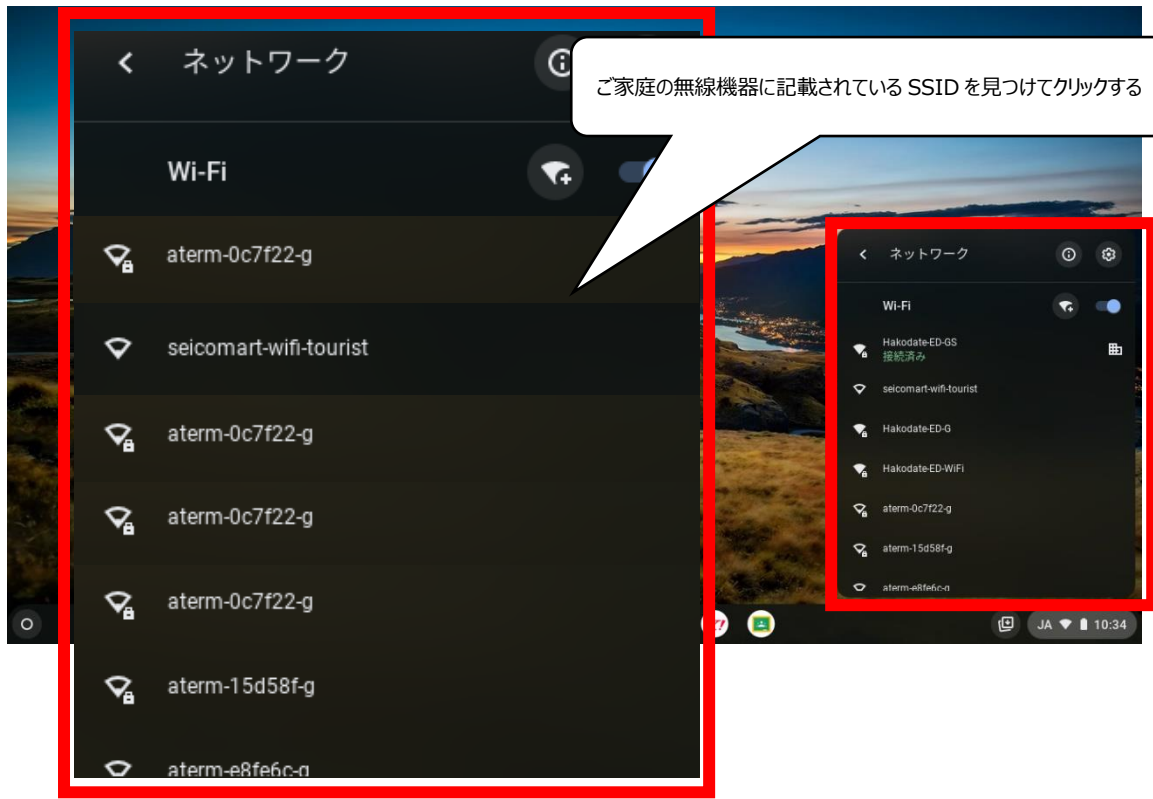 ネットワーク
ご家庭の無線機器に記載されている SSID を見つけてクリックする
Wi-Fi
aterm-0c7f22-g
seicomart-wifi-tourist
aterm-0c7f22-g
aterm-0c7f22-g
aterm-0c7f22-g
aterm-15d58f-g
aterm-e8fe6c-g
ネットワーク
Wi-Fi
Hakodate-ED-GS
接続済み
seicomart-wifi-tourist
Hakodate-ED-G
Hakodate-ED-WiFi
aterm-0c7f22-g
aterm-15d58f-g
aterm-e8fe6c-g
JA 10:34